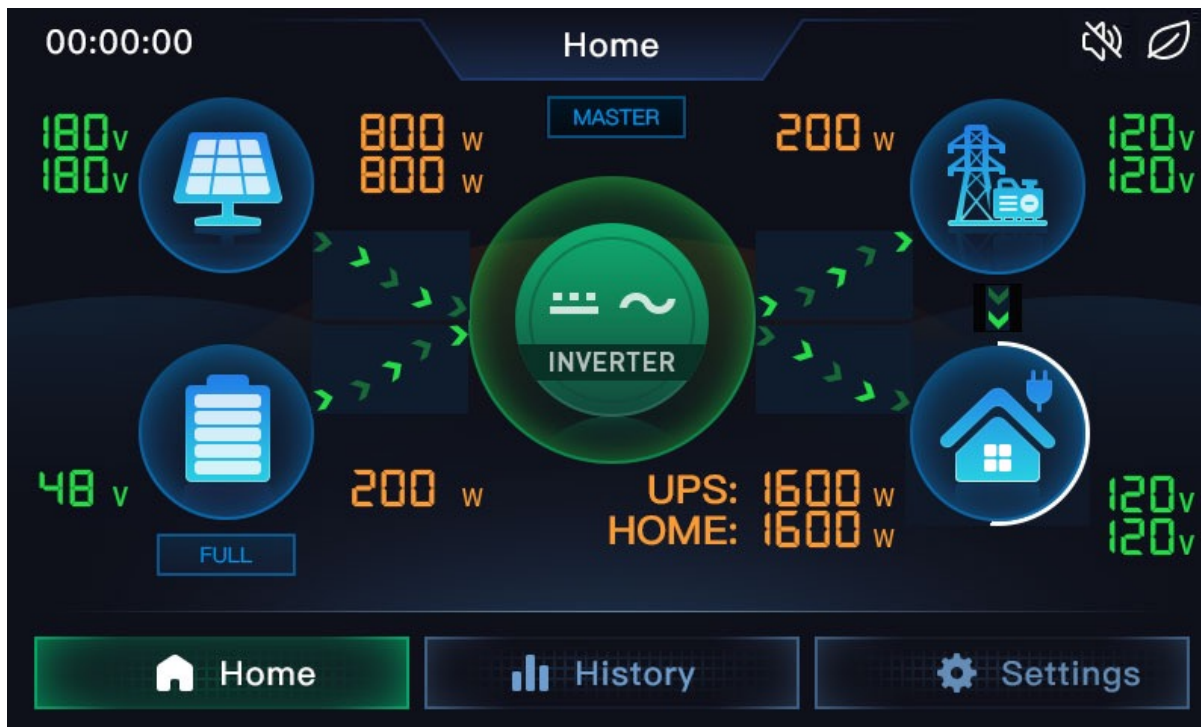 00:00:00
Home
MASTER
180V
180V
800 W
800 W
200 W
120V
120V
INVERTER
48 V
200 W
FULL
UPS: 1600 W
HOME: 1600 W
120V
120V
Home
History
Settings